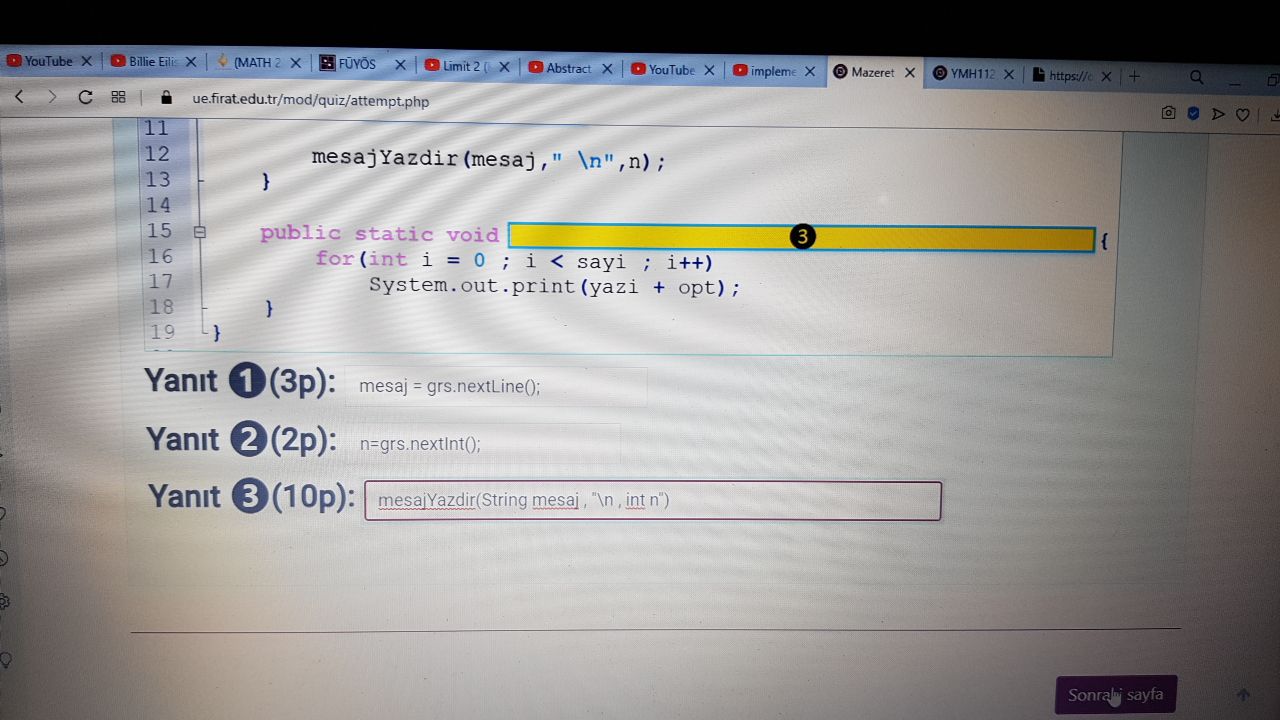 YouTube
Billie Eilis
(MATH 2
FÜYÖS
Limit 2 (
Abstract
YouTube
impleme
Mazeret
YMH112
https://
ue.firat.edu.tr/mod/quiz/attempt.php
11
12 mesajYazdir(mesaj," \n",n);
13 }
14
15 public static void 3 {
16 for(int i = 0 ; i < sayi ; i++)
17 System.out.print(yazi + opt);
18 }
19 }
Yanıt 1 (3p): mesaj = grs.nextLine();
Yanıt 2 (2p): n=grs.nextInt();
Yanıt 3 (10p): mesajYazdir(String mesaj , "\n , int n")
Sonraki sayfa